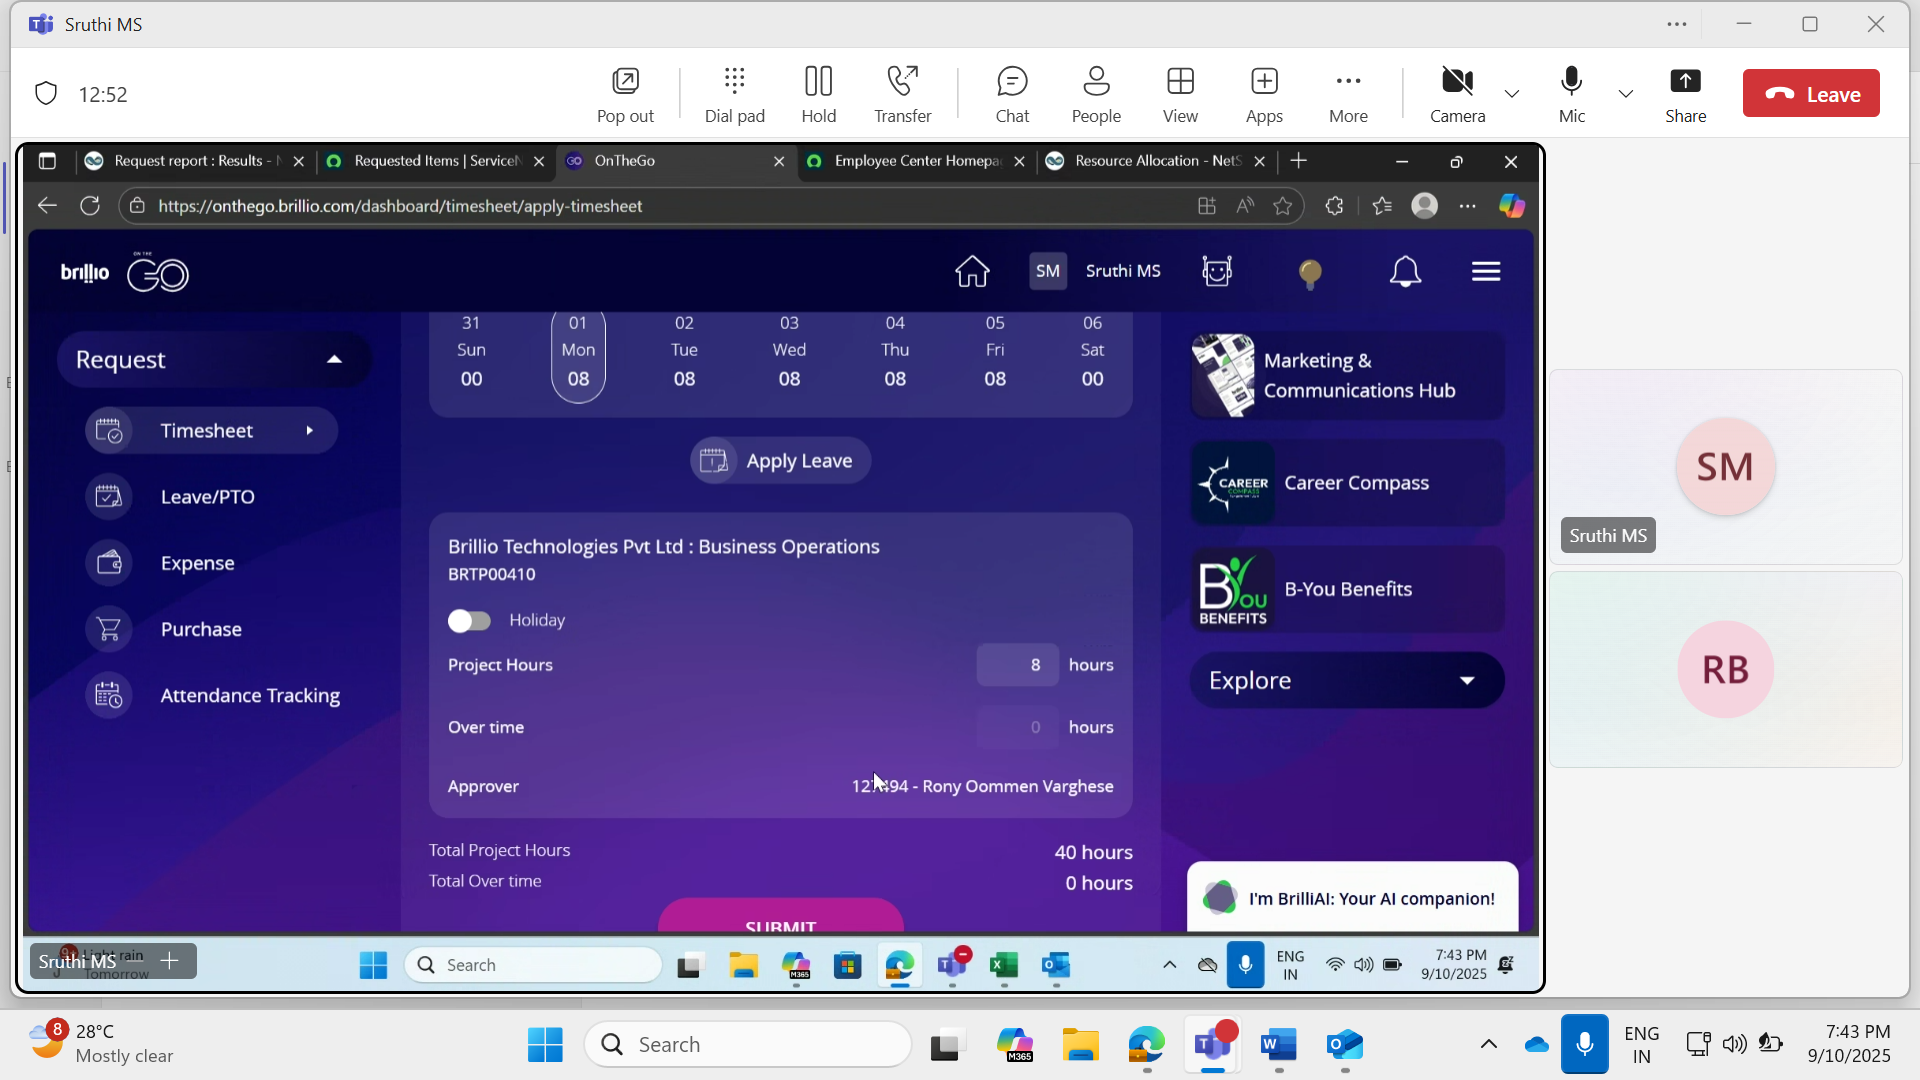 Sruthi MS
12:52
Pop out
Dial pad
Hold
Transfer
Chat
People
View
Apps
More
Camera
Mic
Share
Leave
Request report : Results -
Requested Items | Service
OnTheGo
Employee Center Homepa
Resource Allocation - Net
https://onthego.brillio.com/dashboard/timesheet/apply-timesheet
brillio
ON THE
GO
SM
Sruthi MS
Request
Timesheet
Leave/PTO
Expense
Purchase
Attendance Tracking
31 01 02 03 04 05 06
Sun Mon Tue Wed Thu Fri Sat
00 08 08 08 08 08 00
Apply Leave
Brillio Technologies Pvt Ltd : Business Operations
BRTP00410
Holiday
Project Hours 8 hours
Over time 0 hours
Approver - Rony Oommen Varghese
Total Project Hours 40 hours
Total Over time 0 hours
SUBMIT
Marketing &
Communications Hub
CAREER
COMPASS
Career Compass
B You
BENEFITS
B-You Benefits
Explore
I'm BrilliAI: Your AI companion!
Sruthi MS
rain
Tomorrow
Search
M365
ENG
IN
7:43 PM
9/10/2025
SM
Sruthi MS
RB
8
28°C
Mostly clear
Search
M365
ENG
IN
7:43 PM
9/10/2025